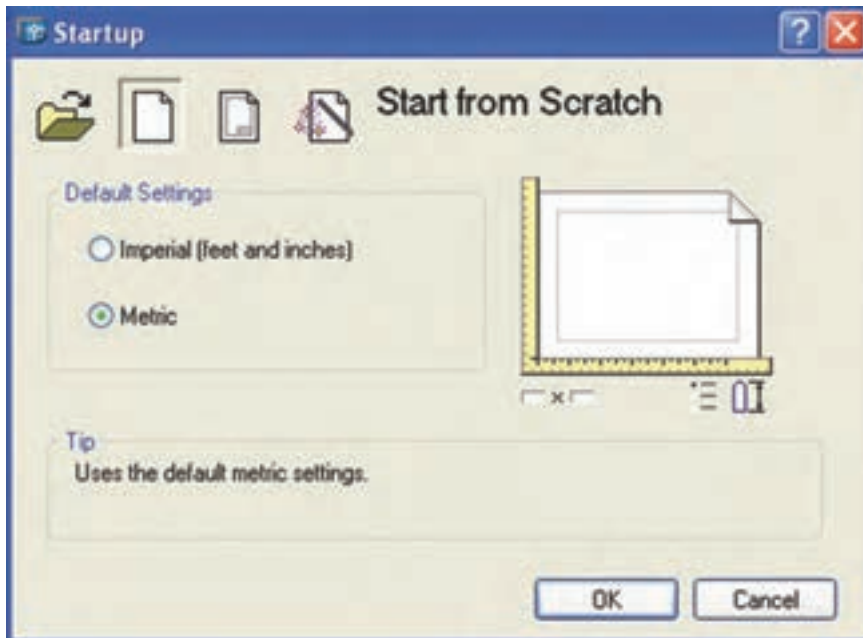 Startup
Start from Scratch
Default Settings
Imperial (feet and inches)
Metric
Tip
Uses the default metric settings.
OK
Cancel